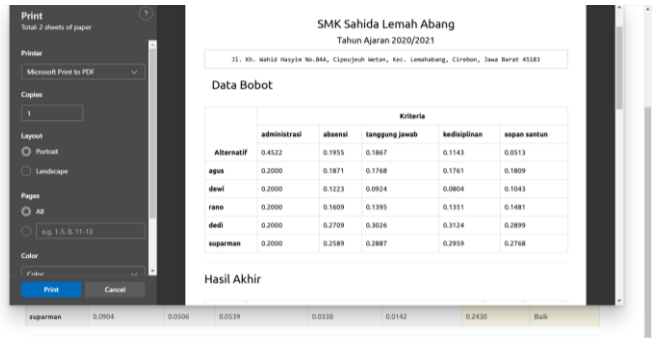 Print
Total: 2 sheets of paper
?
Printer
Microsoft Print to PDF
Copies
1
Layout
Portrait
Landscape
Pages
All
e.g. 1-5, 8, 11-13
Color
Color
Print Cancel
SMK Sahida Lemah Abang
Tahun Ajaran 2020/2021
Jl. Kh. Wahid Hasyim No.84A, Cipeujeuh Wetan, Kec. Lemahabang, Cirebon, Jawa Barat 45183
Data Bobot
Kriteria
administrasi absensi tanggung jawab kedisiplinan sopan santun
Alternatif 0.4522 0.1955 0.1867 0.1143 0.0513
agus 0.2000 0.1871 0.1768 0.1761 0.1809
dewi 0.2000 0.1223 0.0924 0.0804 0.1043
rano 0.2000 0.1609 0.1395 0.1351 0.1481
dedi 0.2000 0.2709 0.3026 0.3124 0.2899
suparman 0.2000 0.2589 0.2887 0.2959 0.2768
Hasil Akhir
suparman 0.0904 0.0506 0.0539 0.0338 0.0142 0.2430 Baik